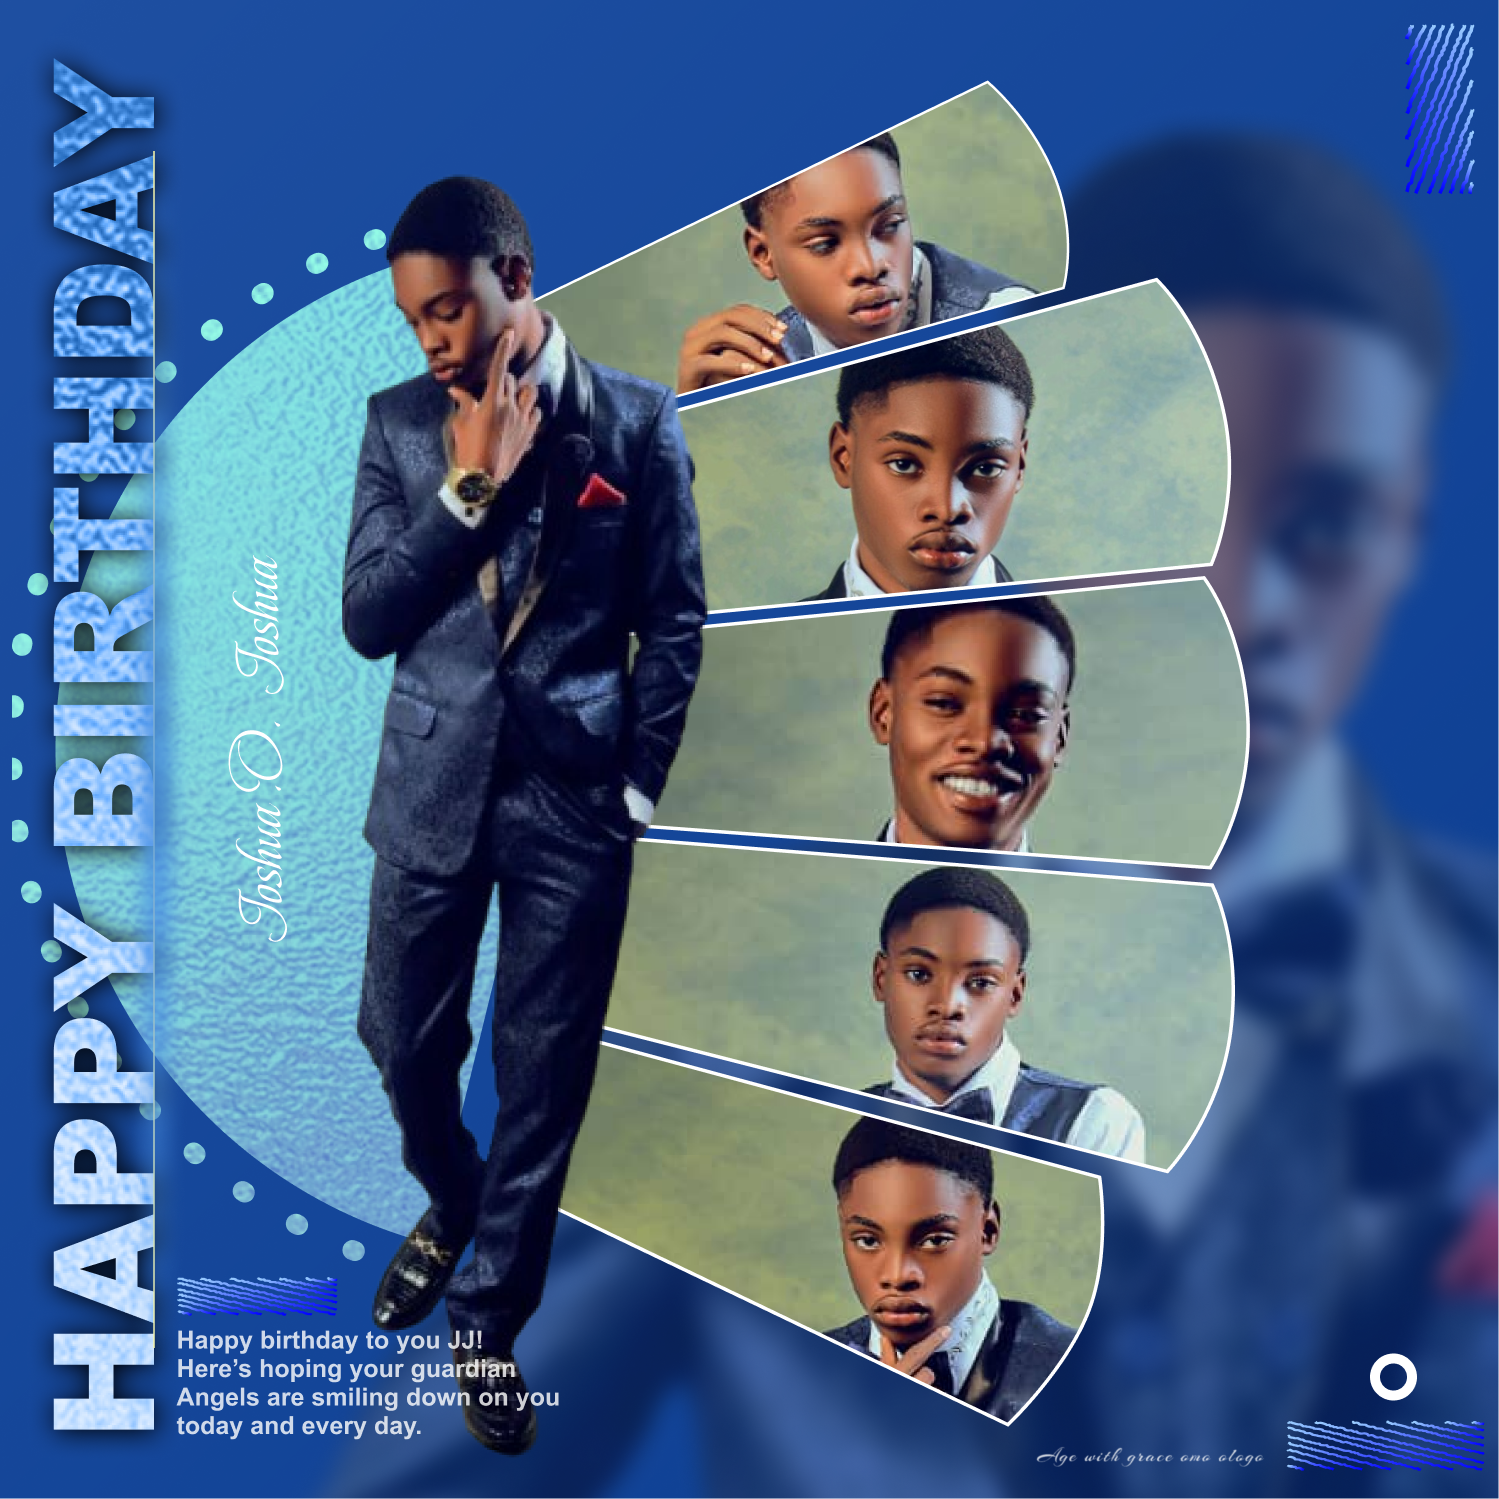 HAPPY BIRTHDAY
Joshua O. Joshua
Happy birthday to you JJ!
Here’s hoping your guardian
Angels are smiling down on you
today and every day.
Age with grace omo ologo